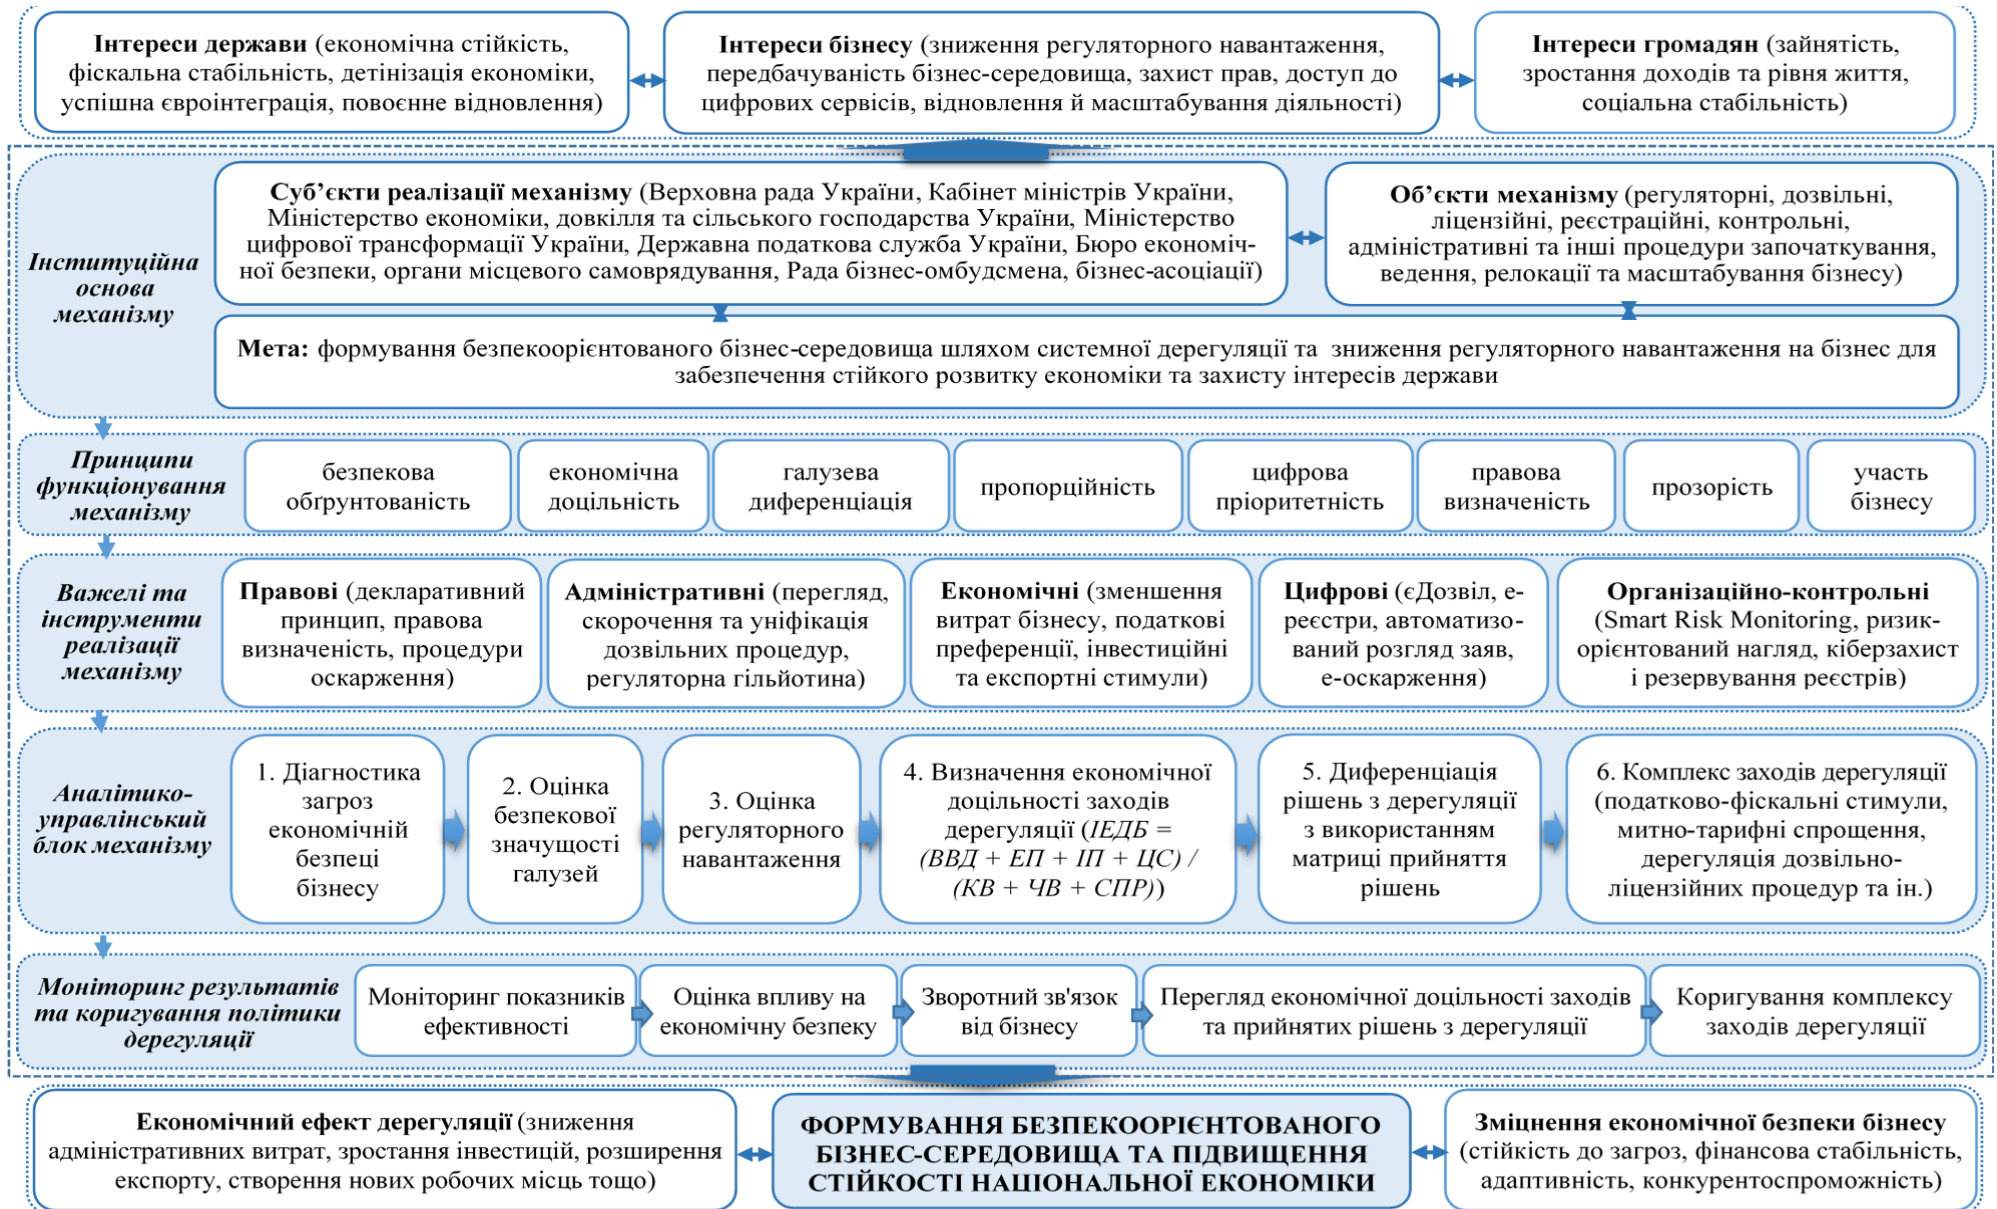 Інтереси держави (економічна стійкість,
фіскальна стабільність, детінізація економіки,
успішна євроінтеграція, повоєнне відновлення)
Інтереси бізнесу (зниження регуляторного навантаження,
передбачуваність бізнес-середовища, захист прав, доступ до
цифрових сервісів, відновлення й масштабування діяльності)
Інтереси громадян (зайнятість,
зростання доходів та рівня життя,
соціальна стабільність)
Інституційна
основа
механізму
Суб’єкти реалізації механізму (Верховна рада України, Кабінет міністрів України,
Міністерство економіки, довкілля та сільського господарства України, Міністерство
цифрової трансформації України, Державна податкова служба України, Бюро економіч-
ної безпеки, органи місцевого самоврядування, Рада бізнес-омбудсмена, бізнес-асоціації)
Об’єкти механізму (регуляторні, дозвільні,
ліцензійні, реєстраційні, контрольні,
адміністративні та інші процедури започаткування,
ведення, релокації та масштабування бізнесу)
Мета: формування безпекоорієнтованого бізнес-середовища шляхом системної дерегуляції та зниження регуляторного навантаження на бізнес для
забезпечення стійкого розвитку економіки та захисту інтересів держави
Принципи
функціонування
механізму
безпекова
обґрунтованість
економічна
доцільність
галузева
диференціація
пропорційність
цифрова
пріоритетність
правова
визначеність
прозорість
участь
бізнесу
Важелі та
інструменти
реалізації
механізму
Правові (декларативний
принцип, правова
визначеність, процедури
оскарження)
Адміністративні (перегляд,
скорочення та уніфікація
дозвільних процедур,
регуляторна гільйотина)
Економічні (зменшення
витрат бізнесу, податкові
преференції, інвестиційні
та експортні стимули)
Цифрові (єДозвіл, е-
реєстри, автоматизо-
ваний розгляд заяв,
е-оскарження)
Організаційно-контрольні
(Smart Risk Monitoring, ризик-
орієнтований нагляд, кіберзахист
і резервування реєстрів)
Аналітико-
управлінський
блок механізму
1. Діагностика
загроз
економічній
безпеці
бізнесу
2. Оцінка
безпекової
значущості
галузей
3. Оцінка
регуляторного
навантаження
4. Визначення економічної
доцільності заходів
дерегуляції (ІЕДБ =
(ВВД + ЕП + ІП + ЦС) /
(КВ + ЧВ + СПР))
5. Диференціація
рішень з дерегуляції
з використанням
матриці прийняття
рішень
6. Комплекс заходів дерегуляції
(податково-фіскальні стимули,
митно-тарифні спрощення,
дерегуляція дозвільно-
ліцензійних процедур та ін.)
Моніторинг результатів
та коригування політики
дерегуляції
Моніторинг показників
ефективності
Оцінка впливу на
економічну безпеку
Зворотний зв'язок
від бізнесу
Перегляд економічної доцільності заходів
та прийнятих рішень з дерегуляції
Коригування комплексу
заходів дерегуляції
Економічний ефект дерегуляції (зниження
адміністративних витрат, зростання інвестицій, розширення
експорту, створення нових робочих місць тощо)
ФОРМУВАННЯ БЕЗПЕКООРІЄНТОВАНОГО
БІЗНЕС-СЕРЕДОВИЩА ТА ПІДВИЩЕННЯ
СТІЙКОСТІ НАЦІОНАЛЬНОЇ ЕКОНОМІКИ
Зміцнення економічної безпеки бізнесу
(стійкість до загроз, фінансова стабільність,
адаптивність, конкурентоспроможність)